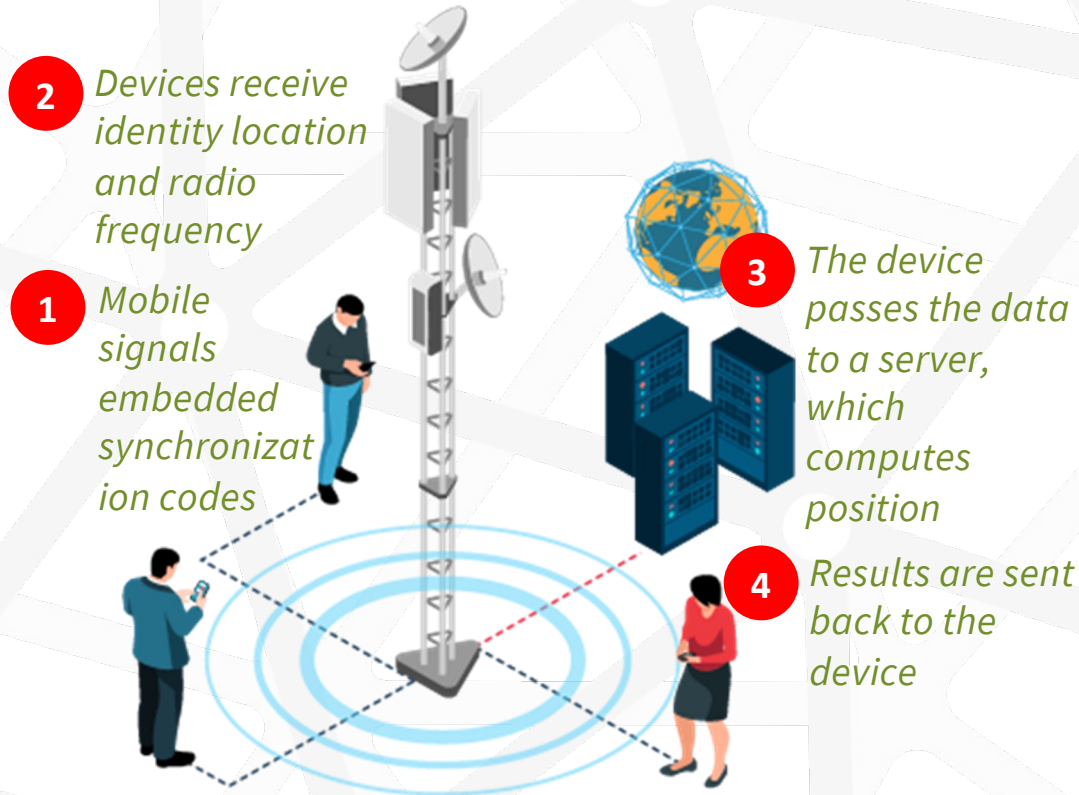 2
Devices receive
identity location
and radio
frequency
1
Mobile
signals
embedded
synchronizat
ion codes
3
The device
passes the data
to a server,
which
computes
position
4
Results are sent
back to the
device